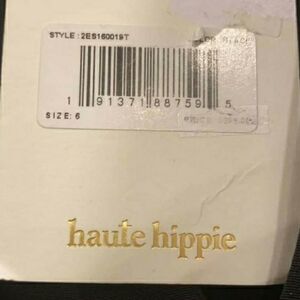 STYLE: 2ES160019T
1 91371 88759 5
SIZE: 6
haute hippie